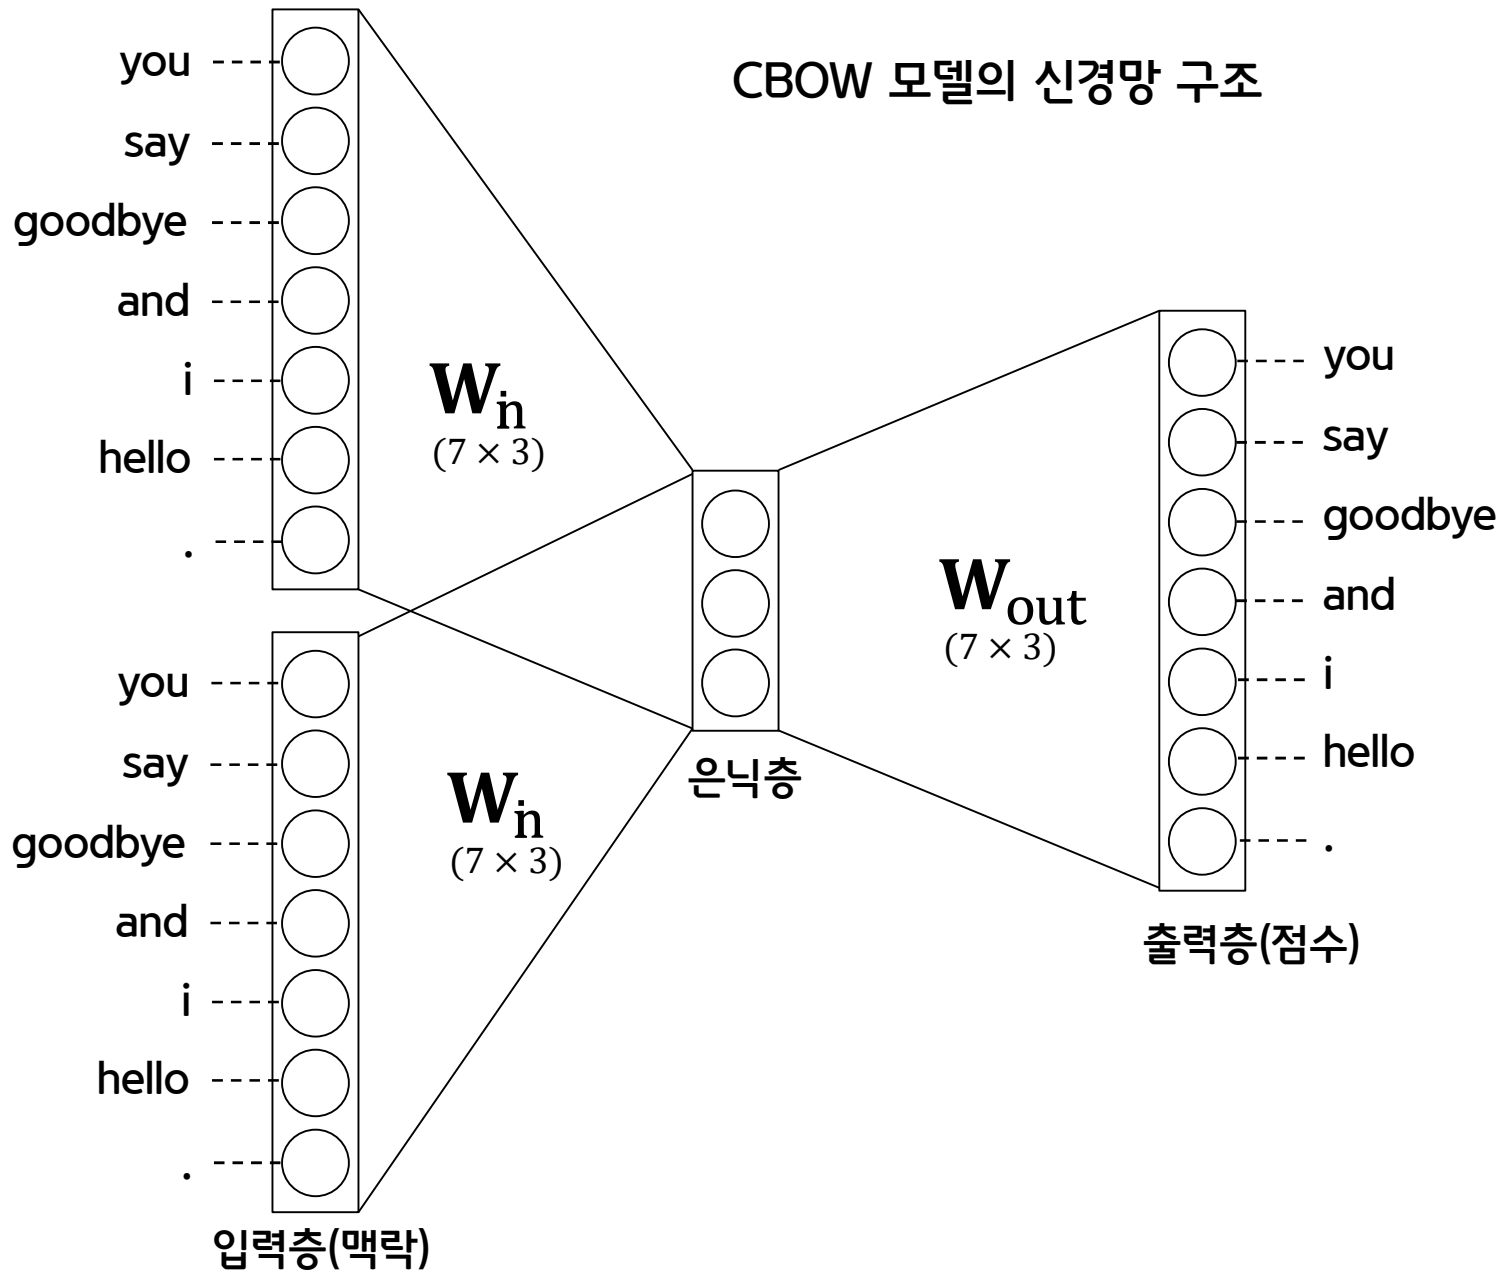 CBOW 모델의 신경망 구조
you
say
goodbye
and
i
hello
.
W_in
(7 × 3)
you
say
goodbye
and
i
hello
.
W_in
(7 × 3)
입력층(맥락)
은닉층
W_out
(7 × 3)
you
say
goodbye
and
i
hello
.
출력층(점수)